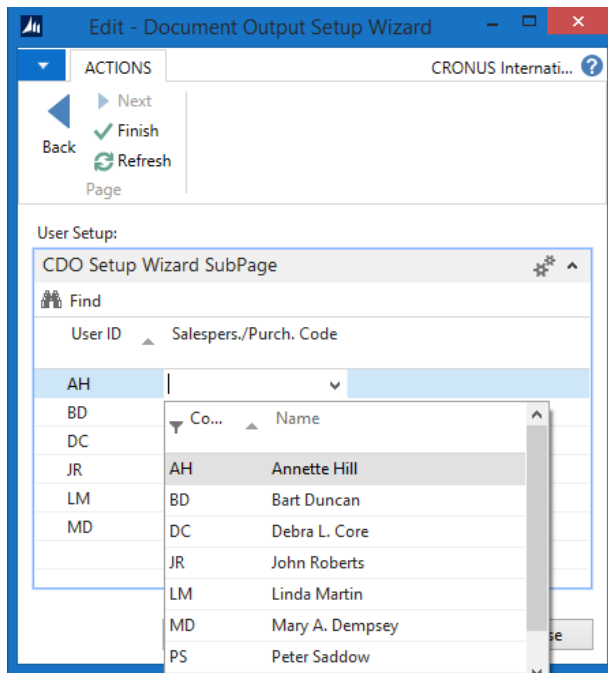 Edit - Document Output Setup Wizard
ACTIONS
CRONUS Internati... ?
Back
Next
Finish
Refresh
Page
User Setup:
CDO Setup Wizard SubPage
Find
User ID Salespers./Purch. Code
AH
BD
DC
JR
LM
MD
Co... Name
AH Annette Hill
BD Bart Duncan
DC Debra L. Core
JR John Roberts
LM Linda Martin
MD Mary A. Dempsey
PS Peter Saddow